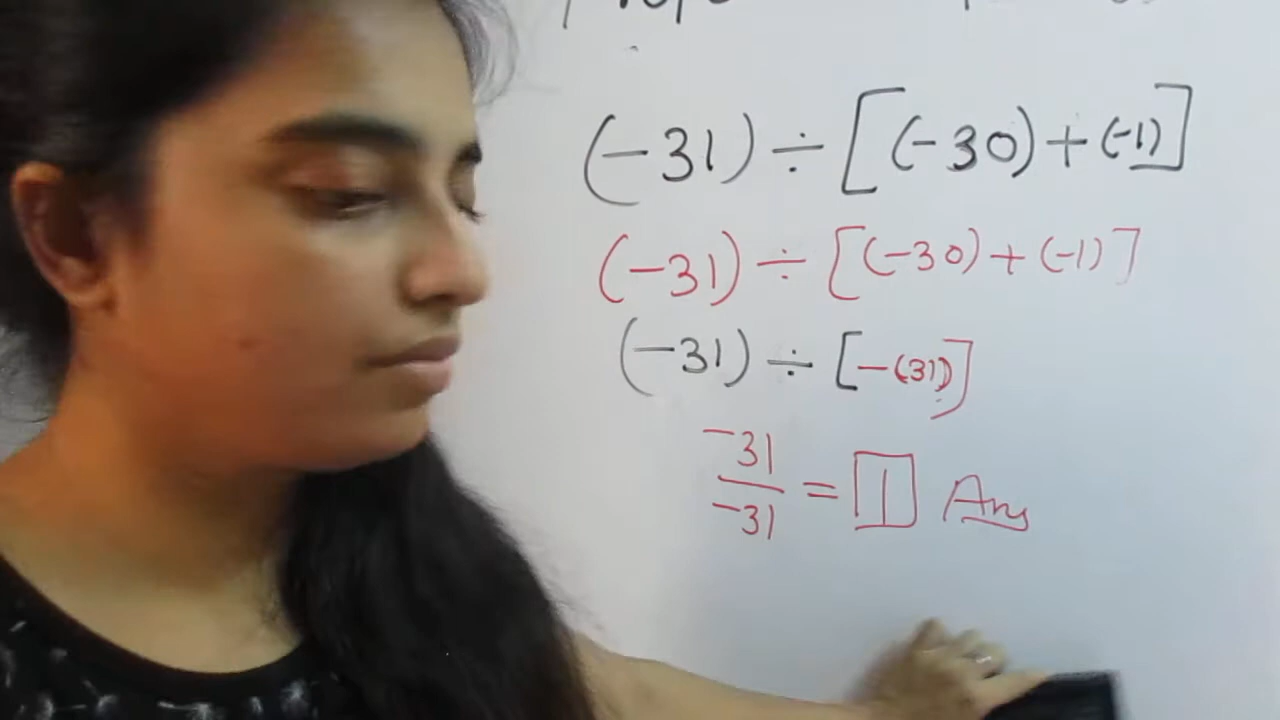 (-31) ÷ [(-30) + (-1)]
(-31) ÷ [(-30) + (-1)]
(-31) ÷ [-(31)]
-31/-31 = 1 Ans